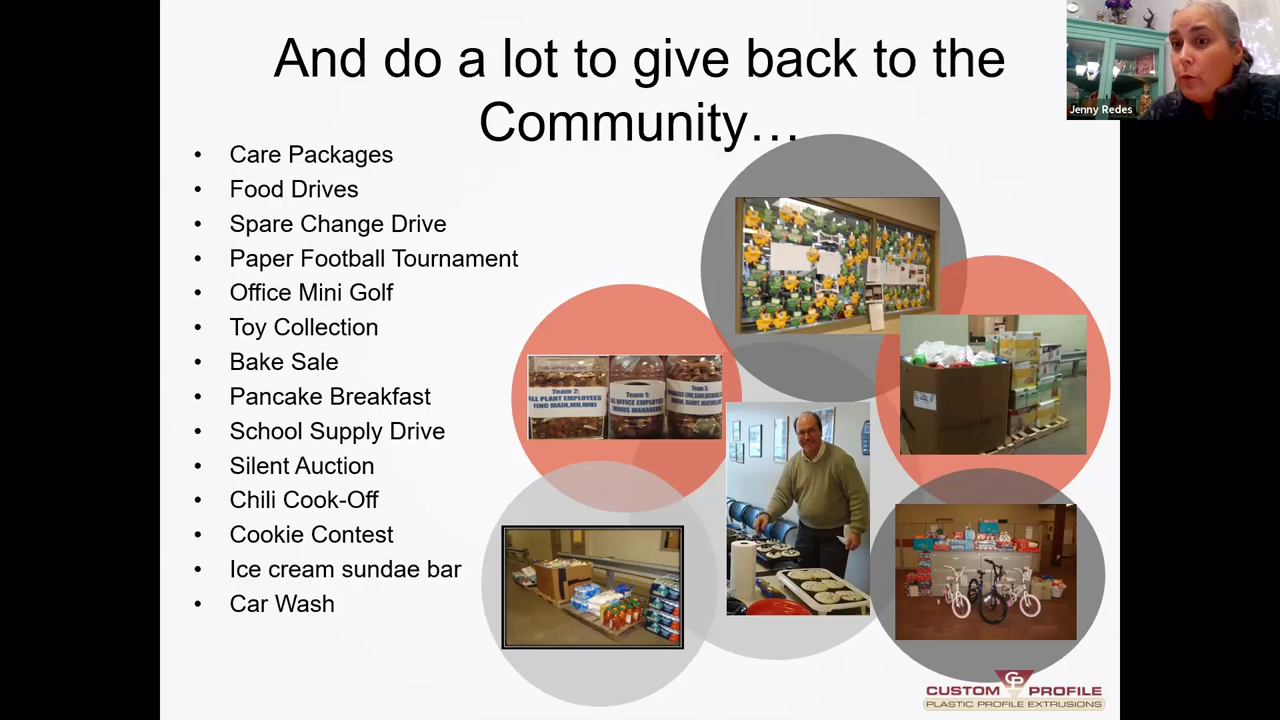 And do a lot to give back to the
Community…
• Care Packages
• Food Drives
• Spare Change Drive
• Paper Football Tournament
• Office Mini Golf
• Toy Collection
• Bake Sale
• Pancake Breakfast
• School Supply Drive
• Silent Auction
• Chili Cook-Off
• Cookie Contest
• Ice cream sundae bar
• Car Wash
Team 2:
ALL PLANT EMPLOYEES
Team 1:
ALL OFFICE EMPLOYEES
(MINUS MANAGERS)
Team 3:
Jenny Redes
CP
CUSTOM PROFILE
PLASTIC PROFILE EXTRUSIONS